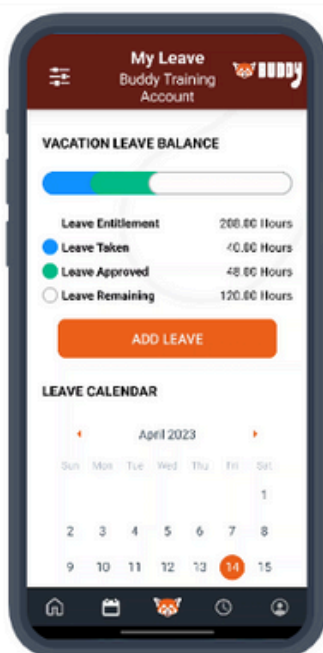 My Leave
Buddy Training
Account
BUDDY
VACATION LEAVE BALANCE
Leave Entitlement 208.00 Hours
Leave Taken 40.00 Hours
Leave Approved 48.00 Hours
Leave Remaining 120.00 Hours
ADD LEAVE
LEAVE CALENDAR
April 2023
Sun Mon Tue Wed Thu Fri Sat
1
2 3 4 5 6 7 8
9 10 11 12 13 14 15